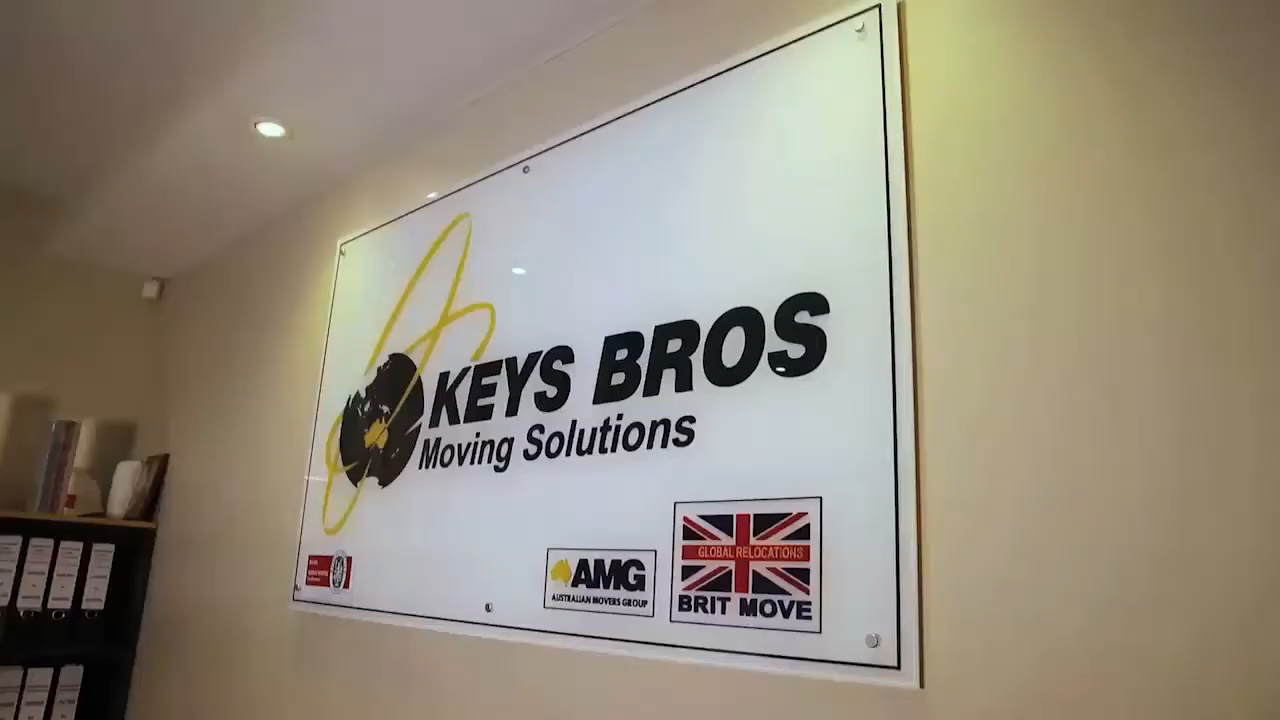 KEYS BROS
Moving Solutions
AMG
AUSTRALIAN MOVERS GROUP
GLOBAL RELOCATIONS
BRIT MOVE